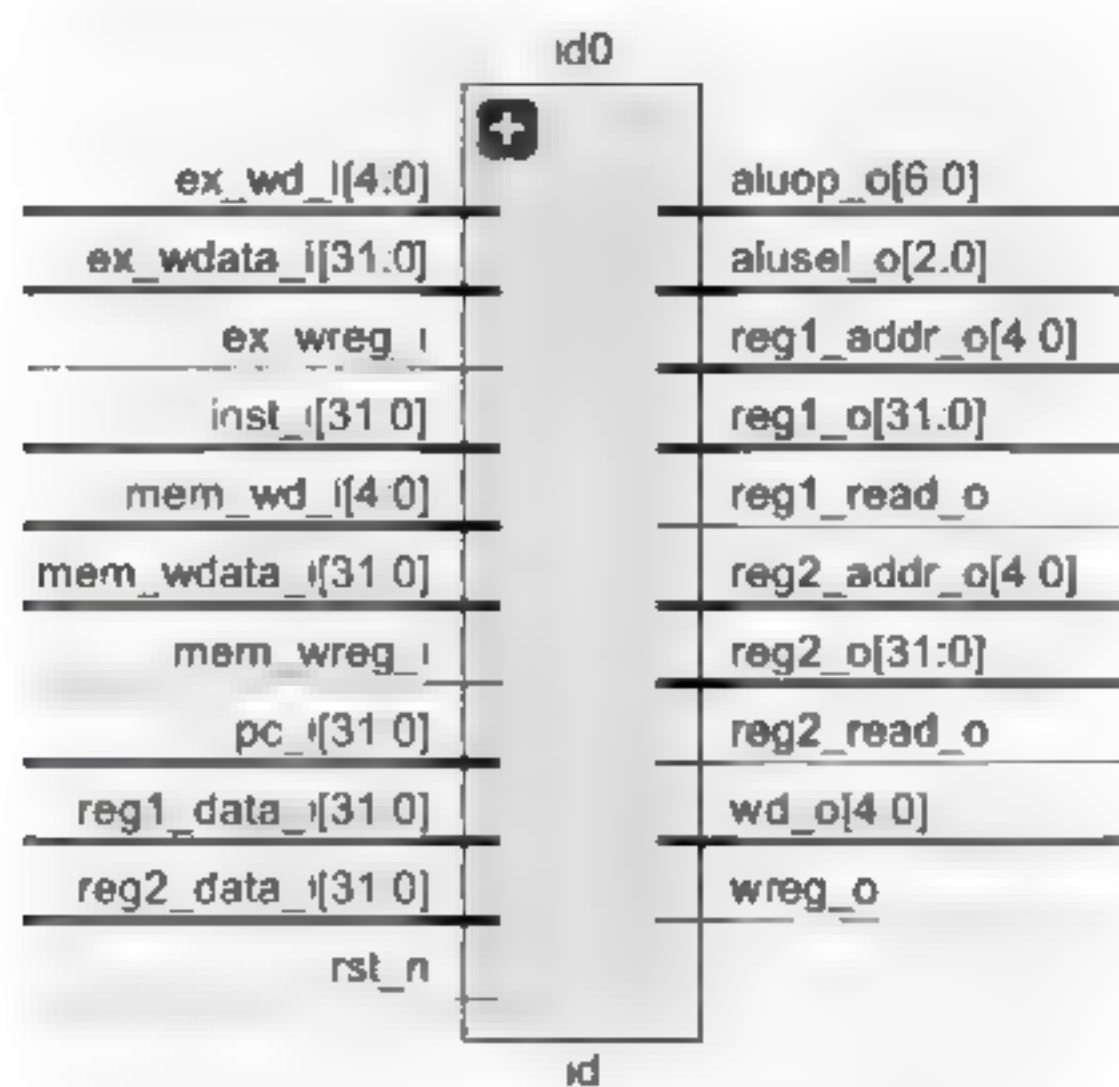 id0
ex_wd_i[4:0]
ex_wdata_i[31:0]
ex_wreg_i
inst_i[31:0]
mem_wd_i[4:0]
mem_wdata_i[31:0]
mem_wreg_i
pc_i[31:0]
reg1_data_i[31:0]
reg2_data_i[31:0]
rst_n
aluop_o[6:0]
alusel_o[2:0]
reg1_addr_o[4:0]
reg1_o[31:0]
reg1_read_o
reg2_addr_o[4:0]
reg2_o[31:0]
reg2_read_o
wd_o[4:0]
wreg_o
id